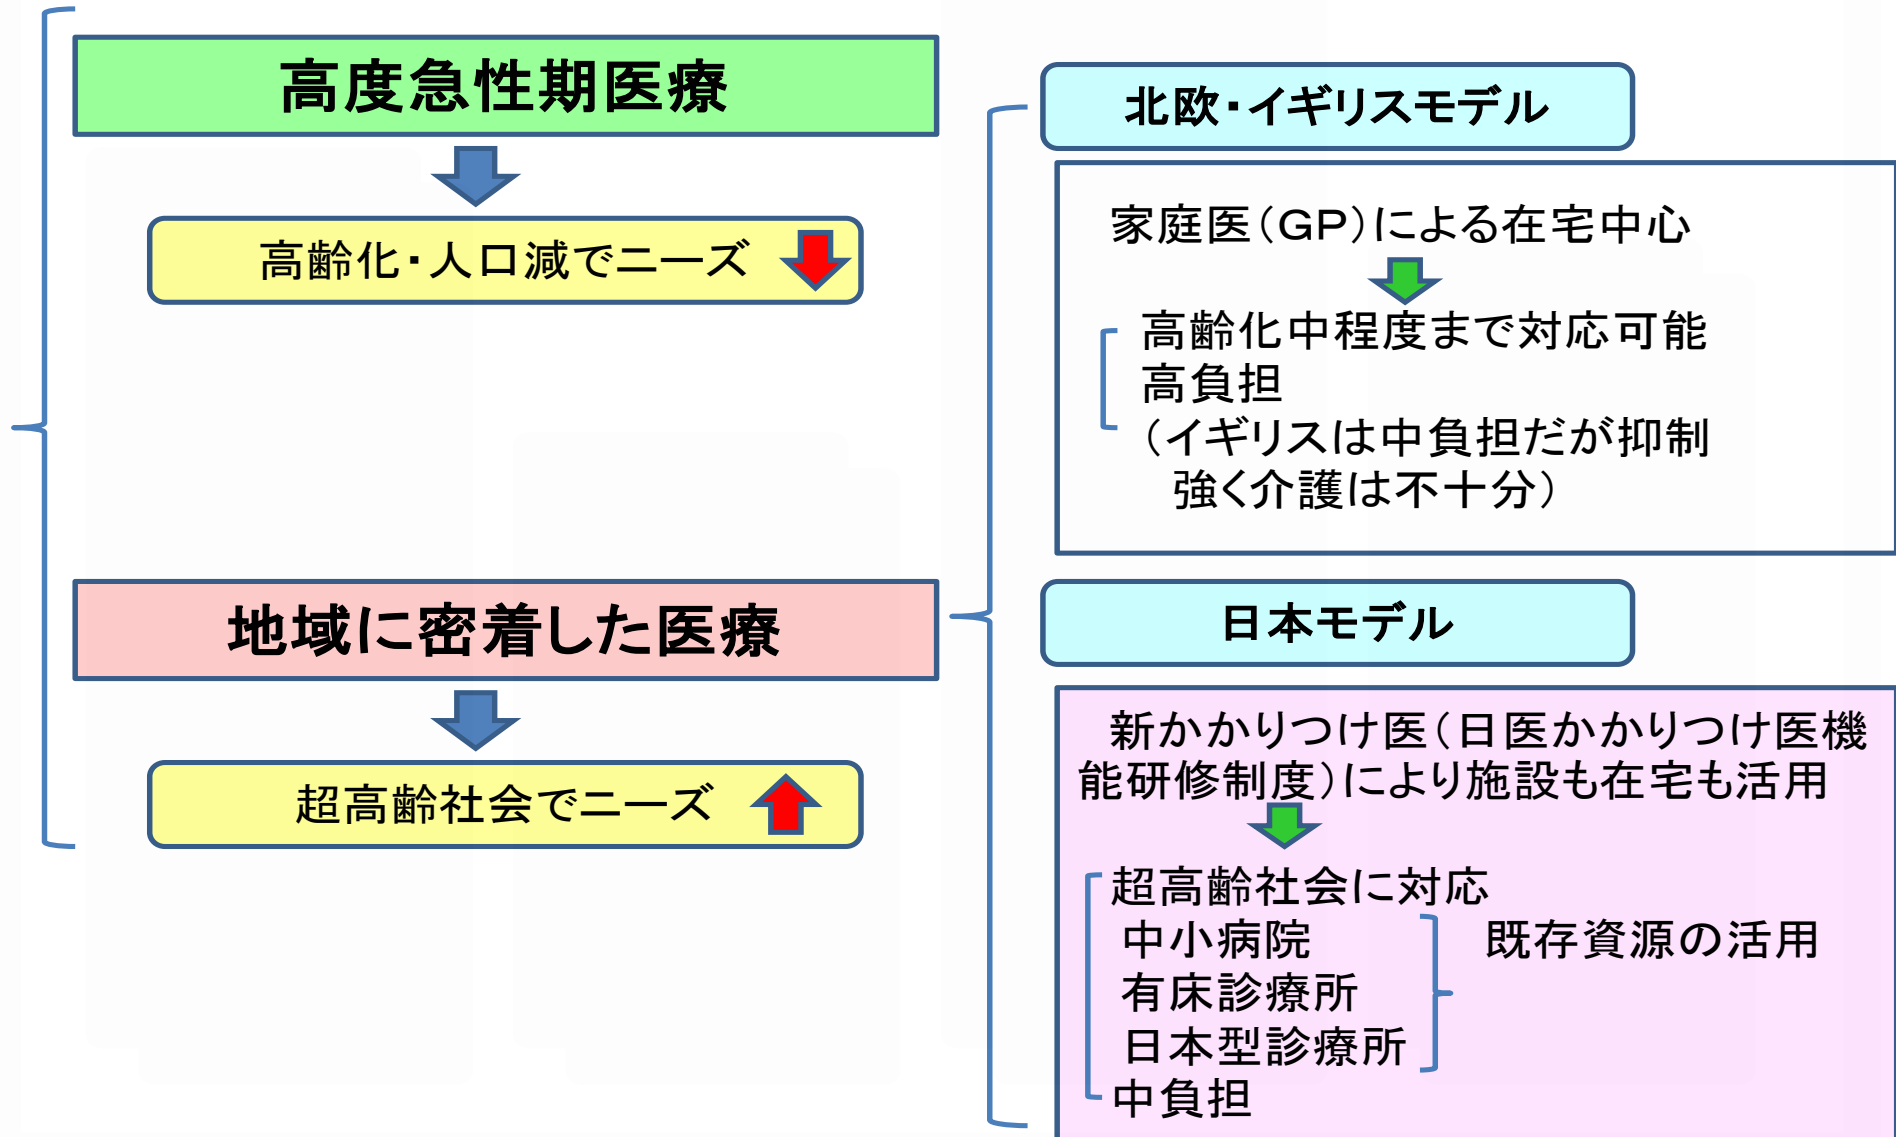 高度急性期医療
高齢化・人口減でニーズ
地域に密着した医療
超高齢社会でニーズ
北欧・イギリスモデル
家庭医（GP）による在宅中心
高齢化中程度まで対応可能
高負担
（イギリスは中負担だが抑制
強く介護は不十分）
日本モデル
新かかりつけ医（日医かかりつけ医機
能研修制度）により施設も在宅も活用
超高齢社会に対応
中小病院
既存資源の活用
有床診療所
日本型診療所
中負担